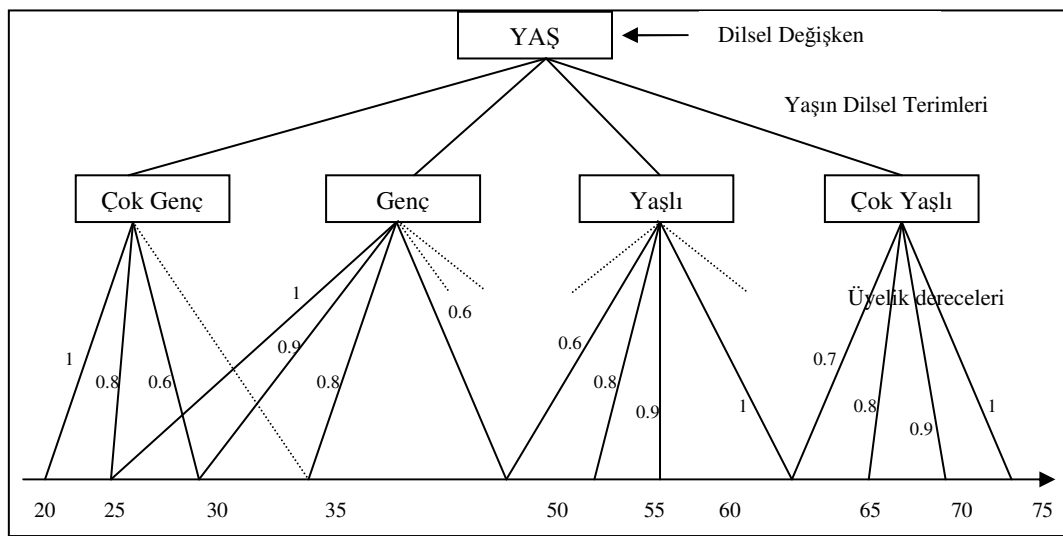 YAŞ
Dilsel Değişken
Yaşın Dilsel Terimleri
Çok Genç
Genç
Yaşlı
Çok Yaşlı
Üyelik dereceleri
1
0.8
0.6
1
0.9
0.8
0.6
0.6
0.8
0.9
1
0.7
0.8
0.9
1
20 25 30 35 50 55 60 65 70 75